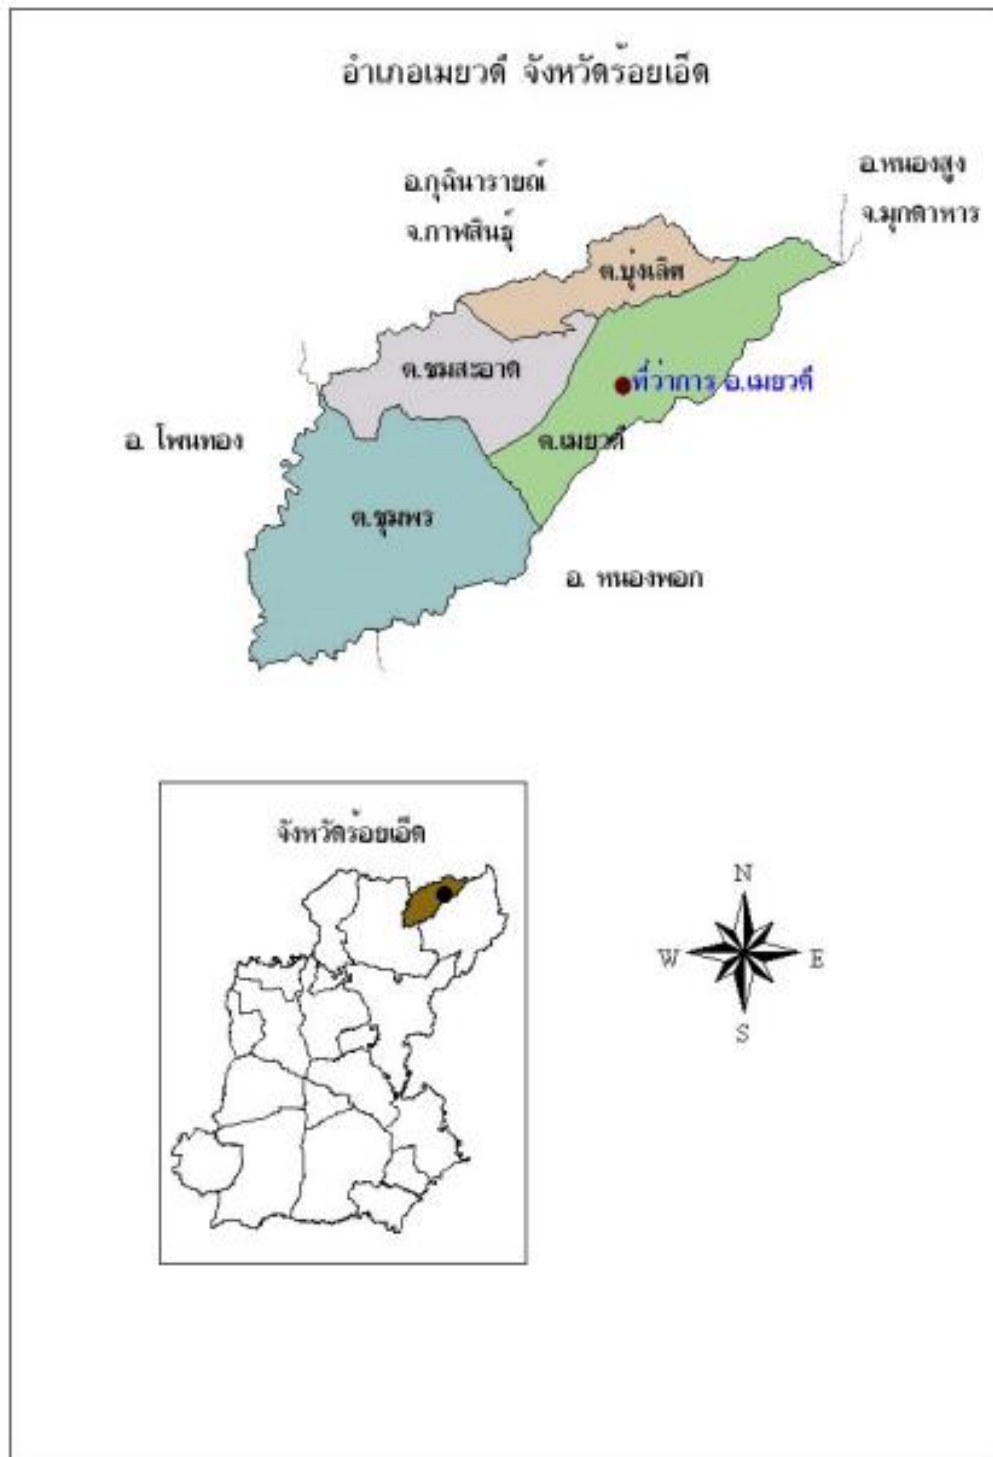 อำเภอเมยวดี จังหวัดร้อยเอ็ด
อ.กุฉินารายณ์
จ.กาฬสินธุ์
อ.หนองสูง
จ.มุกดาหาร
ต.บุ่งเลิศ
ต.ชมสะอาด
ที่ว่าการ อ.เมยวดี
อ. โพนทอง
ต.เมยวดี
ต.ชุมพร
อ. หนองพอก
จังหวัดร้อยเอ็ด
N
W
E
S